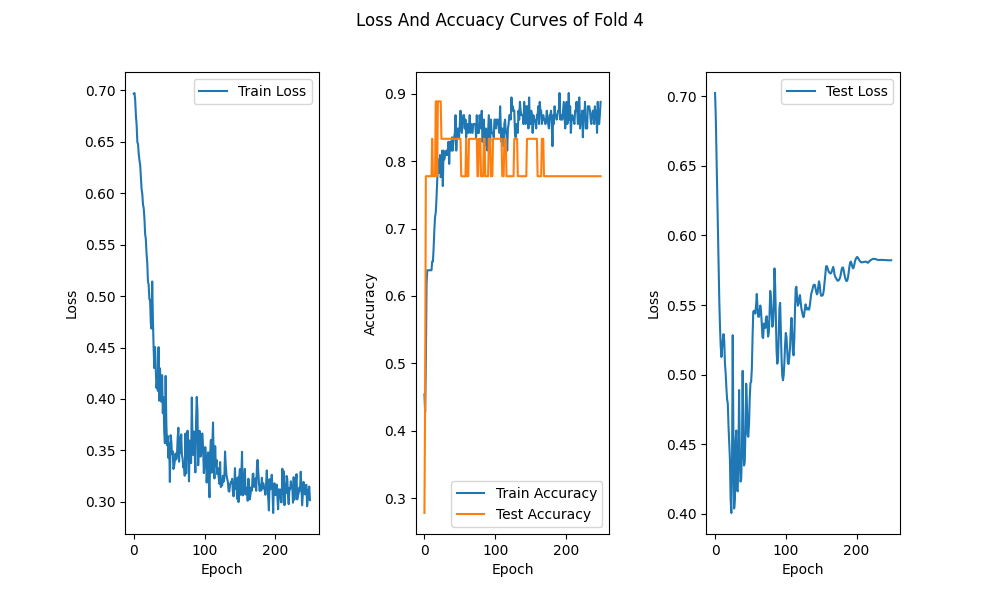 Loss And Accuacy Curves of Fold 4
0.70
0.65
0.60
0.55
0.50
0.45
0.40
0.35
0.30
Loss
0
100
200
Epoch
Train Loss
0.9
0.8
0.7
0.6
0.5
0.4
0.3
Accuracy
0
100
200
Epoch
Train Accuracy
Test Accuracy
0.70
0.65
0.60
0.55
0.50
0.45
0.40
Loss
0
100
200
Epoch
Test Loss